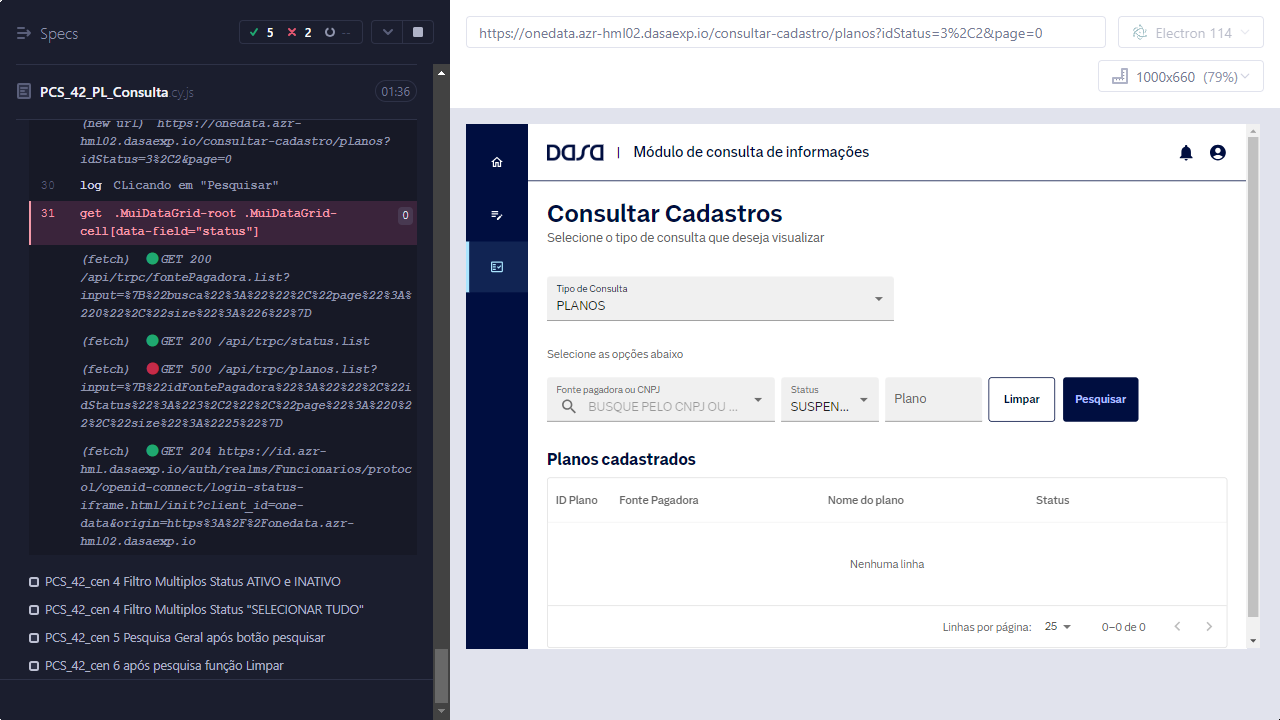 Specs
5
2
--
PCS_42_PL_Consulta.cy.js
01:36
(new url) https://onedata.azr-
hml02.dasaexp.io/consultar-cadastro/planos?
idStatus=3%2C2&page=0
30 log CLicando em "Pesquisar"
31 get .MuiDataGrid-root .MuiDataGrid-
cell[data-field="status"]
0
(fetch) GET 200
/api/trpc/fontePagadora.list?
input=%7B%22busca%22%3A%22%22%2C%22page%22%3A%
220%22%2C%22size%22%3A%226%22%7D
(fetch) GET 200 /api/trpc/status.list
(fetch) GET 500 /api/trpc/planos.list?
input=%7B%22idFontePagadora%22%3A%22%22%2C%22i
dStatus%22%3A%223%2C2%22%2C%22page%22%3A%220%2
2%2C%22size%22%3A%2225%22%7D
(fetch) GET 204 https://id.azr-
hml.dasaexp.io/auth/realms/Funcionarios/protoc
ol/openid-connect/login-status-
iframe.html/init?client_id=one-
data&origin=https%3A%2F%2Fonedata.azr-
hml02.dasaexp.io
PCS_42_cen 4 Filtro Multiplos Status ATIVO e INATIVO
PCS_42_cen 4 Filtro Multiplos Status "SELECIONAR TUDO"
PCS_42_cen 5 Pesquisa Geral após botão pesquisar
PCS_42_cen 6 após pesquisa função Limpar
https://onedata.azr-hml02.dasaexp.io/consultar-cadastro/planos?idStatus=3%2C2&page=0
Electron 114
1000x660 (79%)
DASA | Módulo de consulta de informações
Consultar Cadastros
Selecione o tipo de consulta que deseja visualizar
Tipo de Consulta
PLANOS
Selecione as opções abaixo
Fonte pagadora ou CNPJ
BUSQUE PELO CNPJ OU ...
Status
SUSPEN...
Plano
Limpar
Pesquisar
Planos cadastrados
ID Plano Fonte Pagadora Nome do plano Status
Nenhuma linha
Linhas por página: 25 0–0 de 0